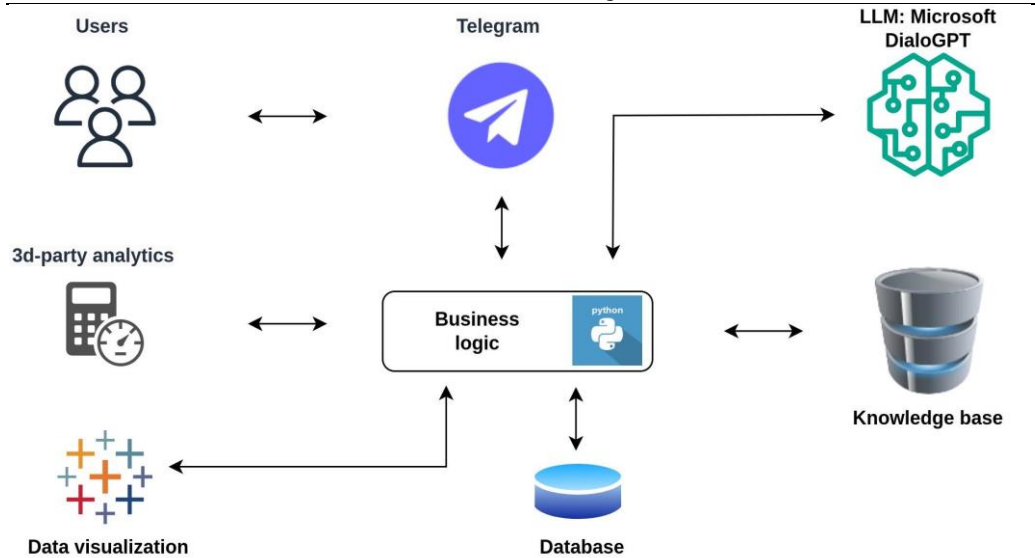 Users
Telegram
LLM: Microsoft
DialoGPT
3d-party analytics
Business
logic
python
Knowledge base
Data visualization
Database